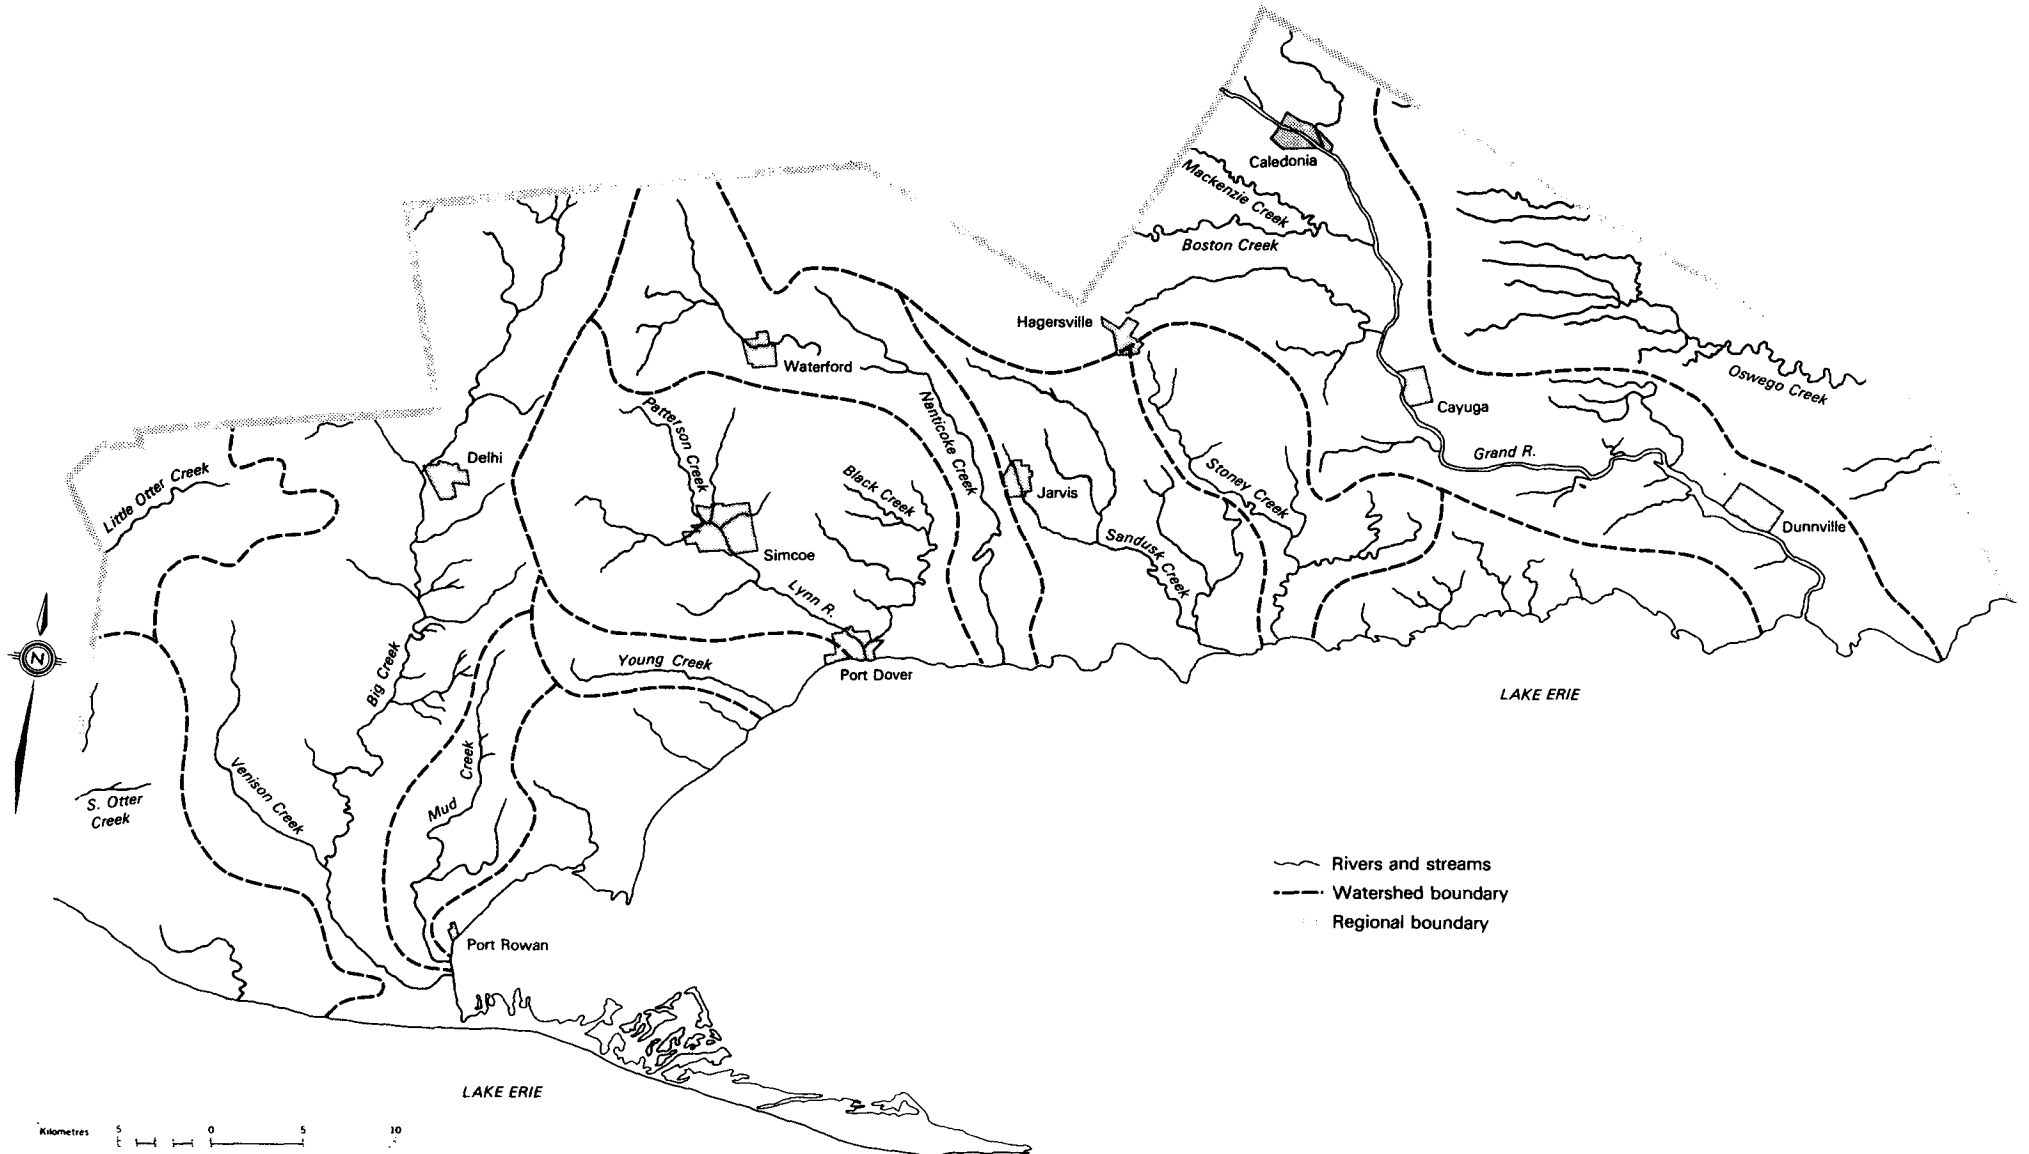 Caledonia
Mackenzie Creek
Boston Creek
Hagersville
Waterford
Oswego Creek
Patterson Creek
Nanticoke Creek
Cayuga
Grand R.
Delhi
Little Otter Creek
Black Creek
Jarvis
Stoney Creek
Dunnville
Simcoe
Sandusk Creek
Lynn R.
N
Big Creek
Young Creek
Port Dover
LAKE ERIE
Venison Creek
Mud Creek
S. Otter
Creek
Rivers and streams
Watershed boundary
Regional boundary
Port Rowan
LAKE ERIE
Kilometres 5 0 5 10